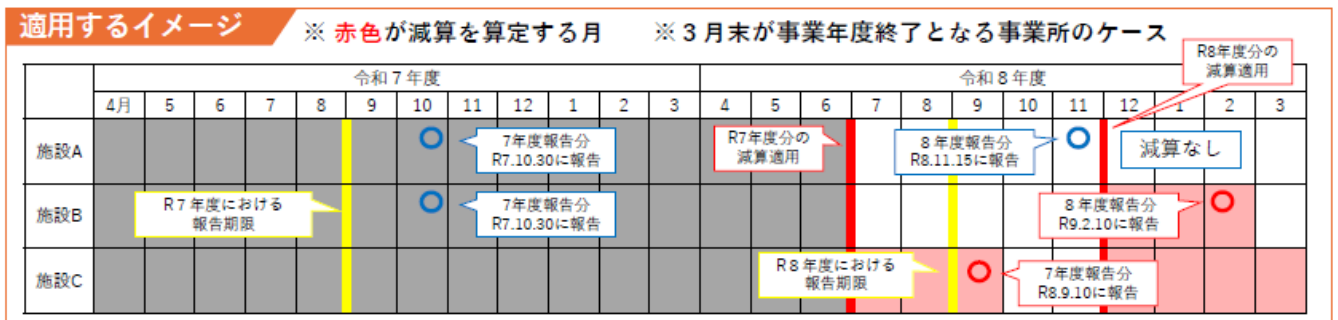 適用するイメージ ※ 赤色が減算を算定する月 ※３月末が事業年度終了となる事業所のケース
R8年度分の
減算適用
令和７年度 令和８年度
4月 5 6 7 8 9 10 11 12 1 2 3 4 5 6 7 8 9 10 11 12 1 2 3
施設A
7年度報告分
R7.10.30に報告
R7年度分の
減算適用
８年度報告分
R8.11.15に報告
減算なし
施設B
R７年度における
報告期限
7年度報告分
R7.10.30に報告
８年度報告分
R9.2.10に報告
施設C
R８年度における
報告期限
7年度報告分
R8.9.10に報告